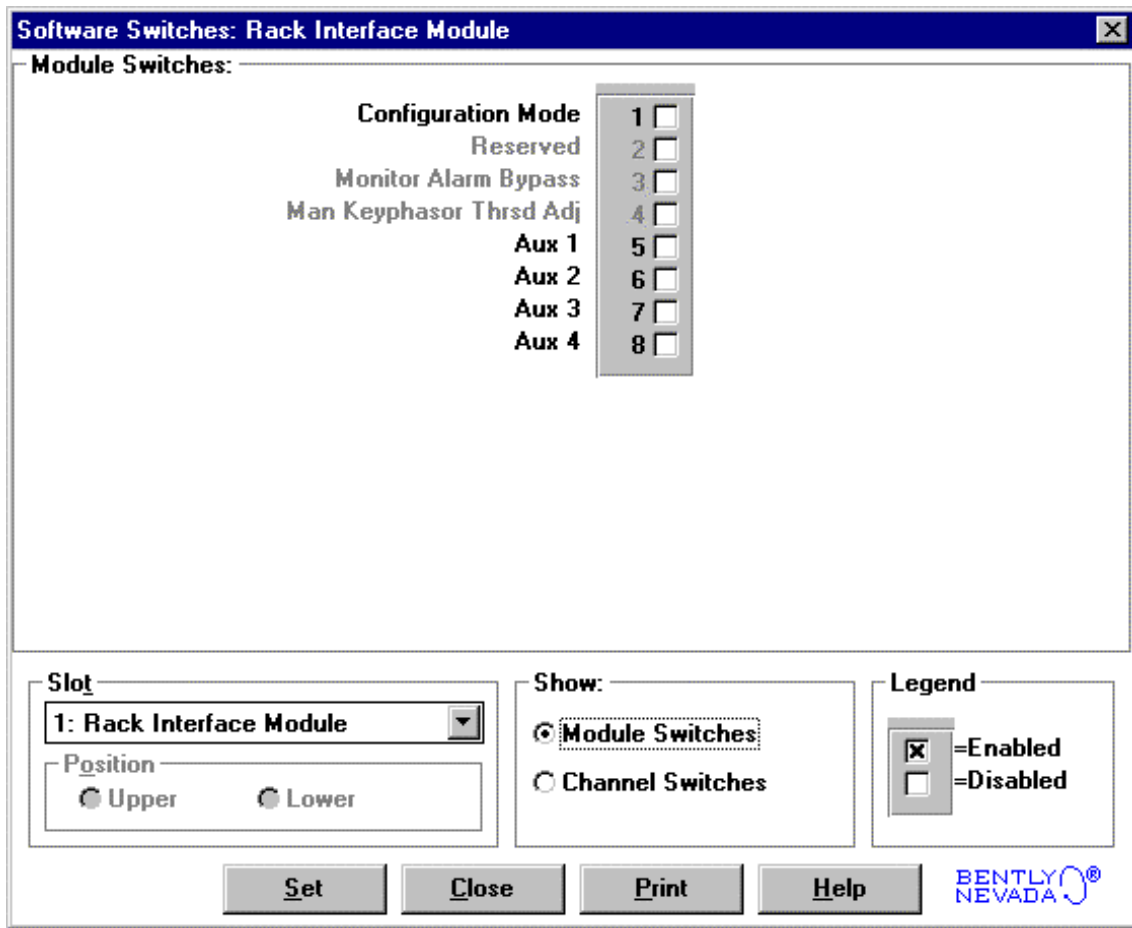 Software Switches: Rack Interface Module
Module Switches:
Configuration Mode 1
Reserved 2
Monitor Alarm Bypass 3
Man Keyphasor Thrsd Adj 4
Aux 1 5
Aux 2 6
Aux 3 7
Aux 4 8
Slot
1: Rack Interface Module
Position
Upper Lower
Show:
Module Switches
Channel Switches
Legend
=Enabled
=Disabled
Set Close Print Help
BENTLY
NEVADA ®